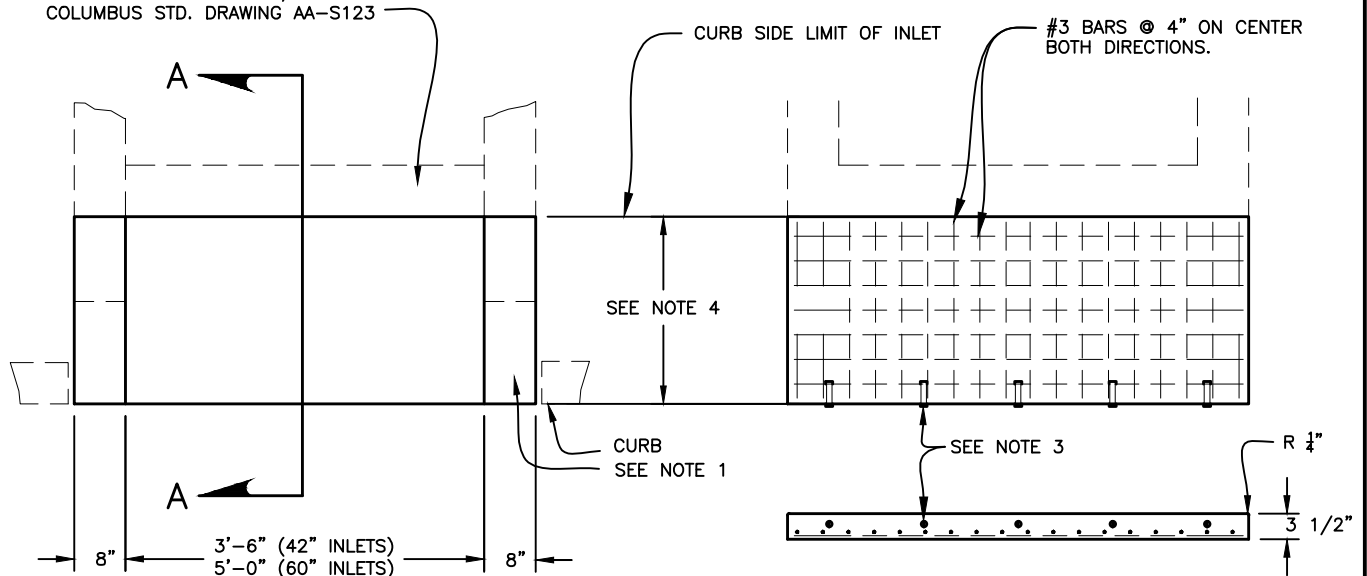 COLUMBUS STD. DRAWING AA-S123
CURB SIDE LIMIT OF INLET
#3 BARS @ 4" ON CENTER
BOTH DIRECTIONS.
A
SEE NOTE 4
CURB
SEE NOTE 1
SEE NOTE 3
R 1/4"
A
3 1/2"
8"
3'-6" (42" INLETS)
5'-0" (60" INLETS)
8"